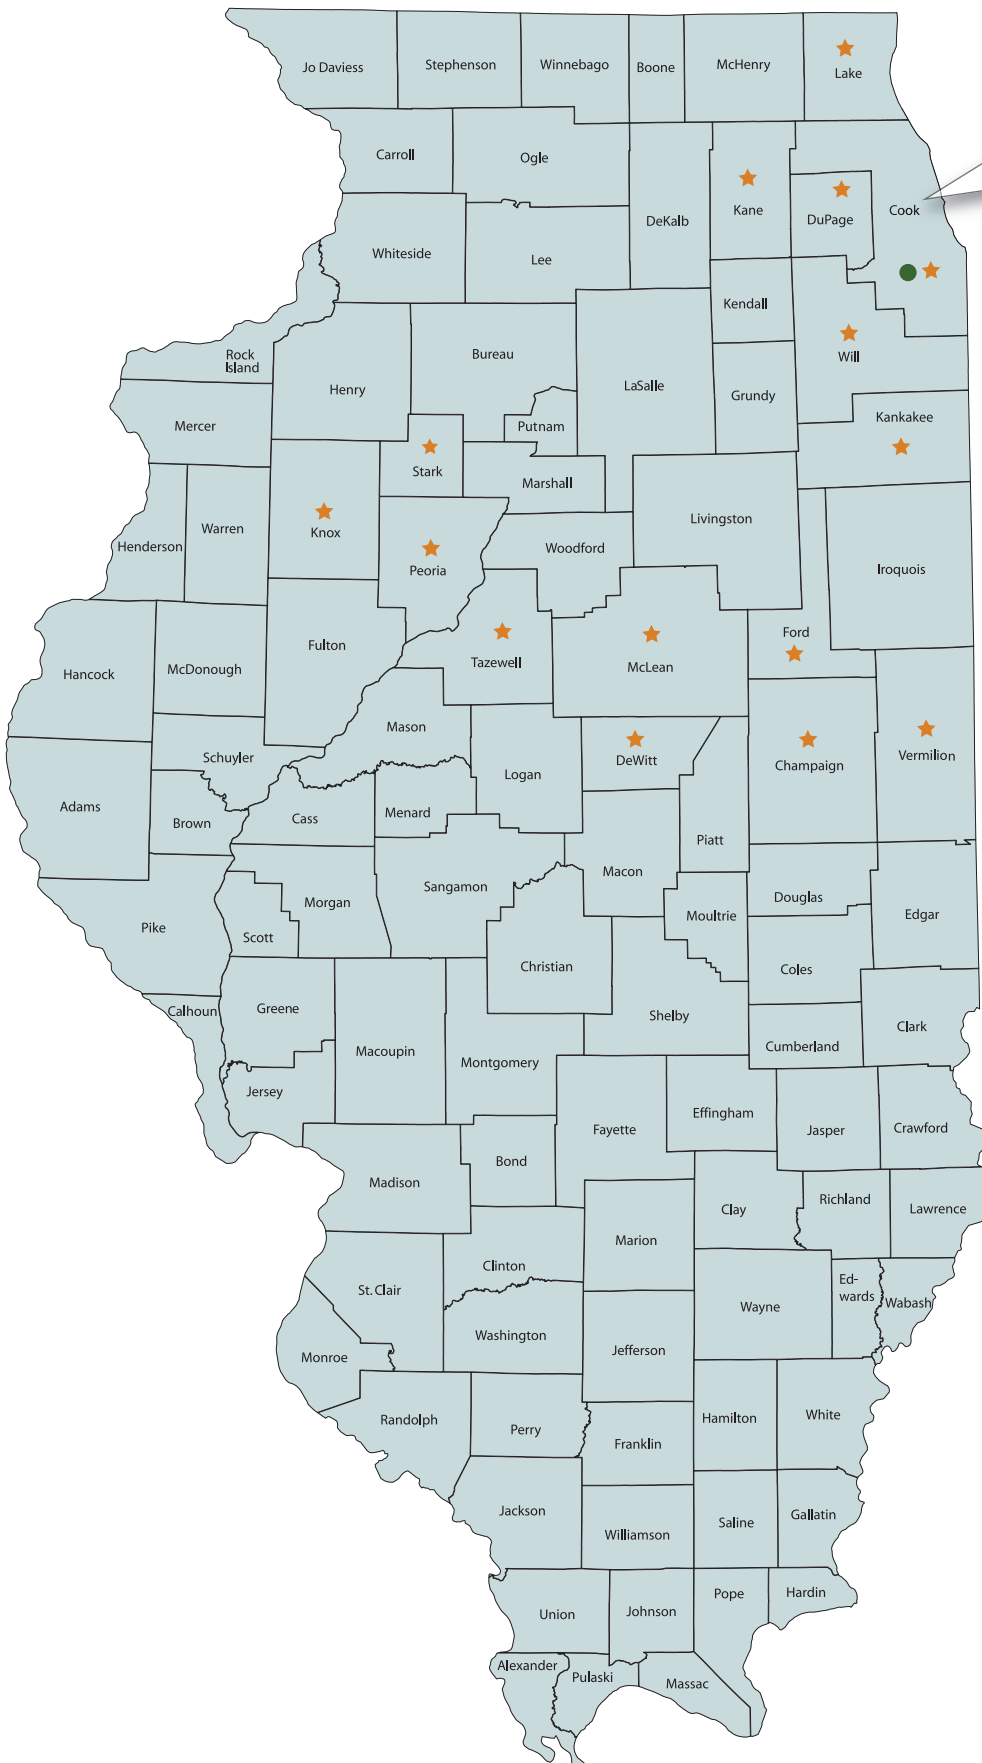 Jo Daviess
Stephenson
Winnebago
Boone
McHenry
Lake
Carroll
Ogle
DeKalb
Kane
DuPage
Cook
Whiteside
Lee
Kendall
Will
Rock
Island
Henry
Bureau
LaSalle
Grundy
Kankakee
Mercer
Putnam
Stark
Marshall
Livingston
Henderson
Warren
Knox
Peoria
Woodford
Iroquois
Hancock
McDonough
Fulton
Tazewell
McLean
Ford
Mason
Schuyler
Logan
DeWitt
Champaign
Vermilion
Adams
Brown
Cass
Menard
Piatt
Macon
Sangamon
Morgan
Scott
Pike
Christian
Moultrie
Douglas
Edgar
Coles
Calhoun
Greene
Macoupin
Montgomery
Shelby
Cumberland
Clark
Jersey
Fayette
Effingham
Jasper
Crawford
Madison
Bond
Clay
Richland
Lawrence
Marion
Clinton
St. Clair
Wayne
Ed-
wards
Wabash
Monroe
Washington
Jefferson
Randolph
Perry
Franklin
Hamilton
White
Jackson
Williamson
Saline
Gallatin
Union
Johnson
Pope
Hardin
Alexander
Pulaski
Massac